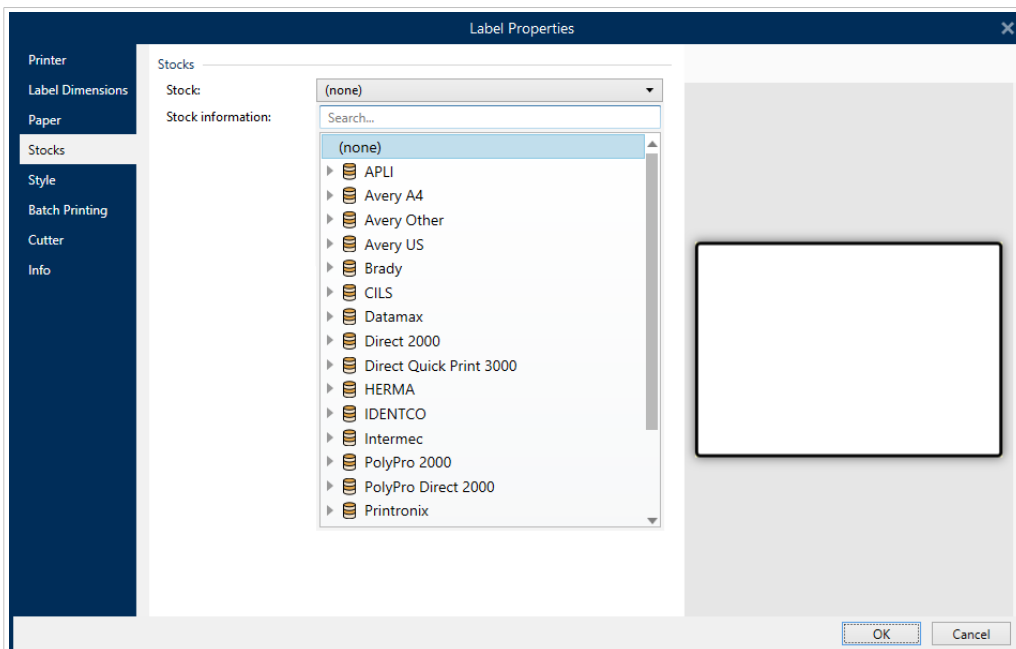 Label Properties
Printer
Label Dimensions
Paper
Stocks
Style
Batch Printing
Cutter
Info
Stocks
Stock: (none)
Stock information: Search...
(none)
APLI
Avery A4
Avery Other
Avery US
Brady
CILS
Datamax
Direct 2000
Direct Quick Print 3000
HERMA
IDENTCO
Intermec
PolyPro 2000
PolyPro Direct 2000
Printronix
OK Cancel